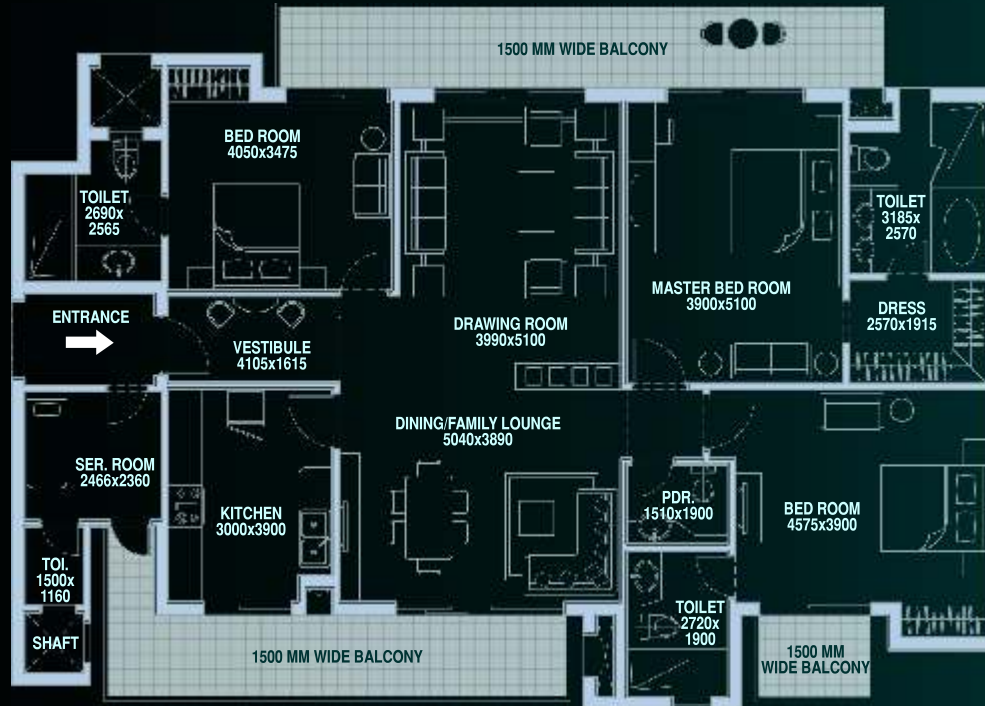 1500 MM WIDE BALCONY
BED ROOM
4050x3475
TOILET
2690x
2565
TOILET
3185x
2570
MASTER BED ROOM
3900x5100
DRESS
2570x1915
ENTRANCE
DRAWING ROOM
3990x5100
VESTIBULE
4105x1615
DINING/FAMILY LOUNGE
5040x3890
SER. ROOM
2466x2360
KITCHEN
3000x3900
PDR.
1510x1900
BED ROOM
4575x3900
TOI.
1500x
1160
TOILET
2720x
1900
SHAFT
1500 MM WIDE BALCONY
1500 MM
WIDE BALCONY